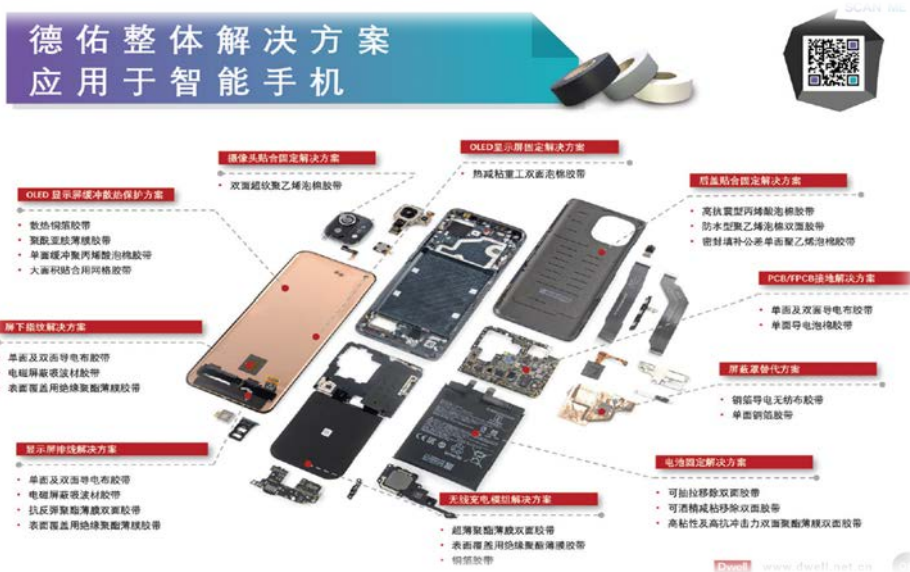 SCAN ME
德佑整体解决方案
应用于智能手机
摄像头贴合固定解决方案
双面超纹聚乙烯泡棉胶带
OLED显示屏固定解决方案
热减粘重工双面泡棉胶带
OLED 显示屏缓冲散热保护方案
散热铜箔胶带
聚酰亚胺薄膜胶带
单面缓冲聚丙烯酸泡棉胶带
大面积贴合用网格胶带
后盖贴合固定解决方案
高抗震型丙烯酸泡棉胶带
防水型聚乙烯泡棉双面胶带
密封填补公差单面聚乙烯泡棉胶带
PCB/FPCB接地解决方案
单面及双面导电布胶带
单面导电泡棉胶带
屏下指纹解决方案
单面及双面导电布胶带
电磁屏蔽吸波材胶带
表面覆盖用绝缘聚酯薄膜胶带
屏蔽罩替代方案
铜箔导电无纺布胶带
单面铜箔胶带
显示屏排线解决方案
单面及双面导电布胶带
电磁屏蔽吸波材胶带
抗反弹聚酯薄膜双面胶带
表面覆盖用绝缘聚酯薄膜胶带
电池固定解决方案
可抽拉移除双面胶带
可酒精减粘移除双面胶带
高粘性及高抗冲击力双面聚酯薄膜双面胶带
无线充电模组解决方案
超薄聚酯薄膜双面胶带
表面覆盖用绝缘聚酯薄膜胶带
铜箔胶带
Dwell www.dwell.net.cn